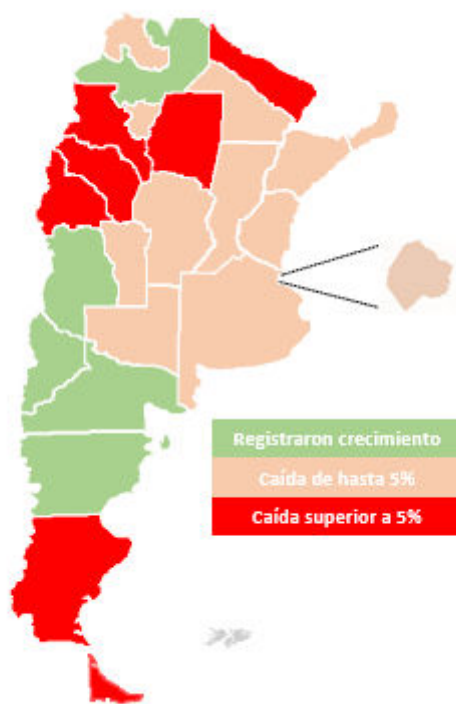 Registraron crecimiento
Caída de hasta 5%
Caída superior a 5%